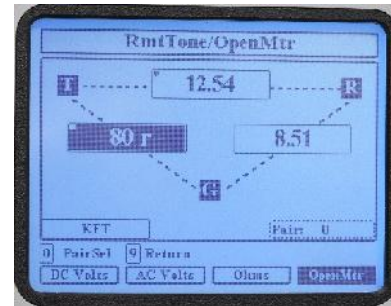 RmtTone/OpenMtr
T 12.54 R
80 r 8.51
G
KFT Pair: 0
0 PairSel 9 Return
DC Volts AC Volts Ohms OpenMtr